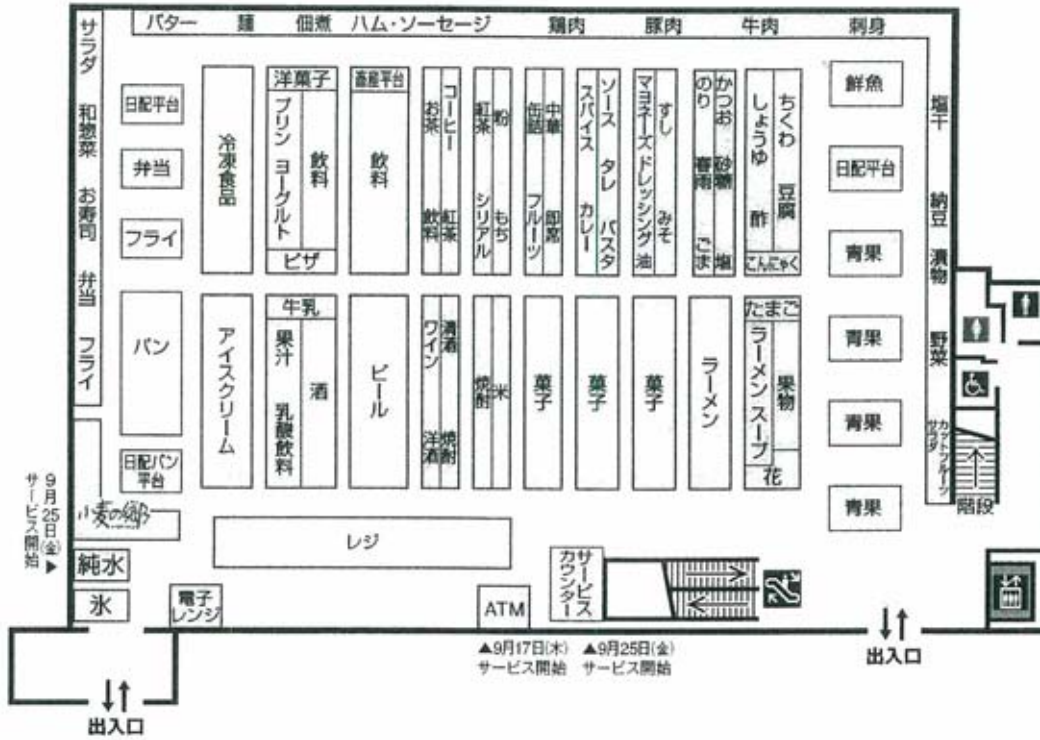 バター 麺 佃煮 ハム・ソーセージ 鶏肉 豚肉 牛肉 刺身
サラダ 和惣菜 お寿司 弁当 フライ
日配平台
弁当
フライ
パン
日配パン
平台
冷凍食品
アイスクリーム
洋菓子
プリン ヨーグルト
飲料
ピザ
牛乳
果汁 乳酸飲料
酒
畜産平台
飲料
ビール
お茶 飲料
コーヒー 紅茶
ワイン 洋酒
清酒 焼酎
紅茶 シリアル
粉 もち
焼酎
米
缶詰 フルーツ
中華 即席
菓子
スパイス カレー
ソース タレ パスタ
菓子
マヨネーズ ドレッシング 油
すし みそ
菓子
のり 春雨 ごま
かつお 砂糖 塩
ラーメン
しょうゆ 酢
ちくわ 豆腐
こんにゃく
たまご
ラーメン スープ
果物
花
鮮魚
日配平台
青果
青果
青果
青果
塩干 納豆 漬物 野菜
カットフルーツ
サラダ
階段
小麦の郷
9月25日(金)▶
サービス開始
純水
氷
電子
レンジ
レジ
ATM
サービス
カウンター
▲9月17日(木)
サービス開始
▲9月25日(金)
サービス開始
出入口
出入口